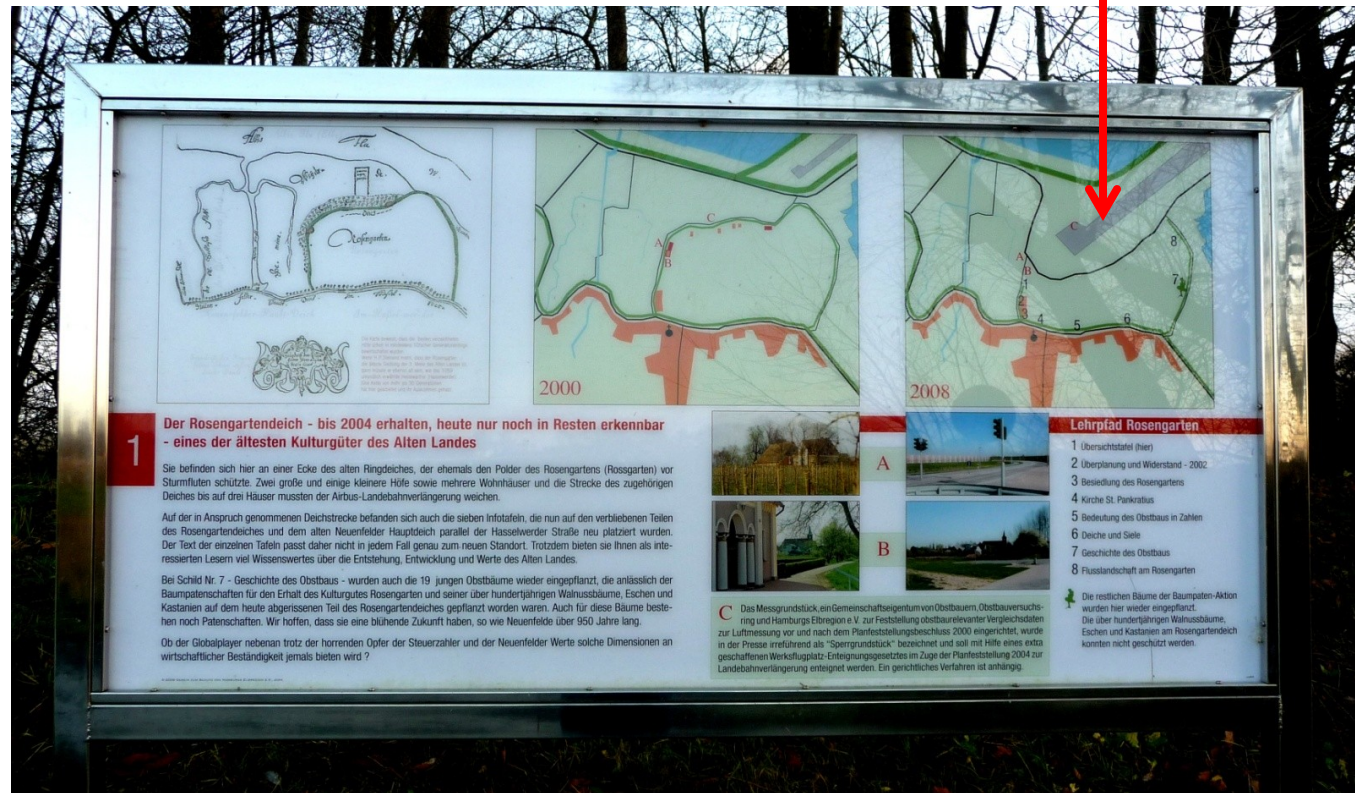 Rosengarten
A
B
C
2000
C
A
B
1
2
3
4
5
6
7
8
2008
1
Der Rosengartendeich - bis 2004 erhalten, heute nur noch in Resten erkennbar
- eines der ältesten Kulturgüter des Alten Landes
Sie befinden sich hier an einer Ecke des alten Ringdeiches, der ehemals den Polder des Rosengartens (Rossgarten) vor
Sturmfluten schützte. Zwei große und einige kleinere Höfe sowie mehrere Wohnhäuser und die Strecke des zugehörigen
Deiches bis auf drei Häuser mussten der Airbus-Landebahnverlängerung weichen.
Auf der in Anspruch genommenen Deichstrecke befanden sich auch die sieben Infotafeln, die nun auf den verbliebenen Teilen
des Rosengartendeiches und dem alten Neuenfelder Hauptdeich parallel der Hasselwerder Straße neu platziert wurden.
Der Text der einzelnen Tafeln passt daher nicht in jedem Fall genau zum neuen Standort. Trotzdem bieten sie Ihnen als inte-
ressierten Lesern viel Wissenswertes über die Entstehung, Entwicklung und Werte des Alten Landes.
Bei Schild Nr. 7 - Geschichte des Obstbaus - wurden auch die 19 jungen Obstbäume wieder eingepflanzt, die anlässlich der
Baumpatenschaften für den Erhalt des Kulturgutes Rosengarten und seiner über hundertjährigen Walnussbäume, Eschen und
Kastanien auf dem heute abgerissenen Teil des Rosengartendeiches gepflanzt worden waren. Auch für diese Bäume beste-
hen noch Patenschaften. Wir hoffen, dass sie eine blühende Zukunft haben, so wie Neuenfelde über 950 Jahre lang.
Ob der Globalplayer nebenan trotz der horrenden Opfer der Steuerzahler und der Neuenfelder Werte solche Dimensionen an
wirtschaftlicher Beständigkeit jemals bieten wird ?
A
B
C Das Messgrundstück, ein Gemeinschaftseigentum von Obstbauern, Obstbauversuchs-
ring und Hamburgs Elbregion e.V. zur Feststellung obstbaurelevanter Vergleichsdaten
zur Luftmessung vor und nach dem Planfeststellungsbeschluss 2000 eingerichtet, wurde
in der Presse irreführend als "Sperrgrundstück" bezeichnet und soll mit Hilfe eines extra
geschaffenen Werksflugplatz-Enteignungsgesetztes im Zuge der Planfeststellung 2004 zur
Landebahnverlängerung enteignet werden. Ein gerichtliches Verfahren ist anhängig.
Lehrpfad Rosengarten
1 Übersichtstafel (hier)
2 Überplanung und Widerstand - 2002
3 Besiedlung des Rosengartens
4 Kirche St. Pankratius
5 Bedeutung des Obstbaus in Zahlen
6 Deiche und Siele
7 Geschichte des Obstbaus
8 Flusslandschaft am Rosengarten
Die restlichen Bäume der Baumpaten-Aktion
wurden hier wieder eingepflanzt.
Die über hundertjährigen Walnussbäume,
Eschen und Kastanien am Rosengartendeich
konnten nicht geschützt werden.